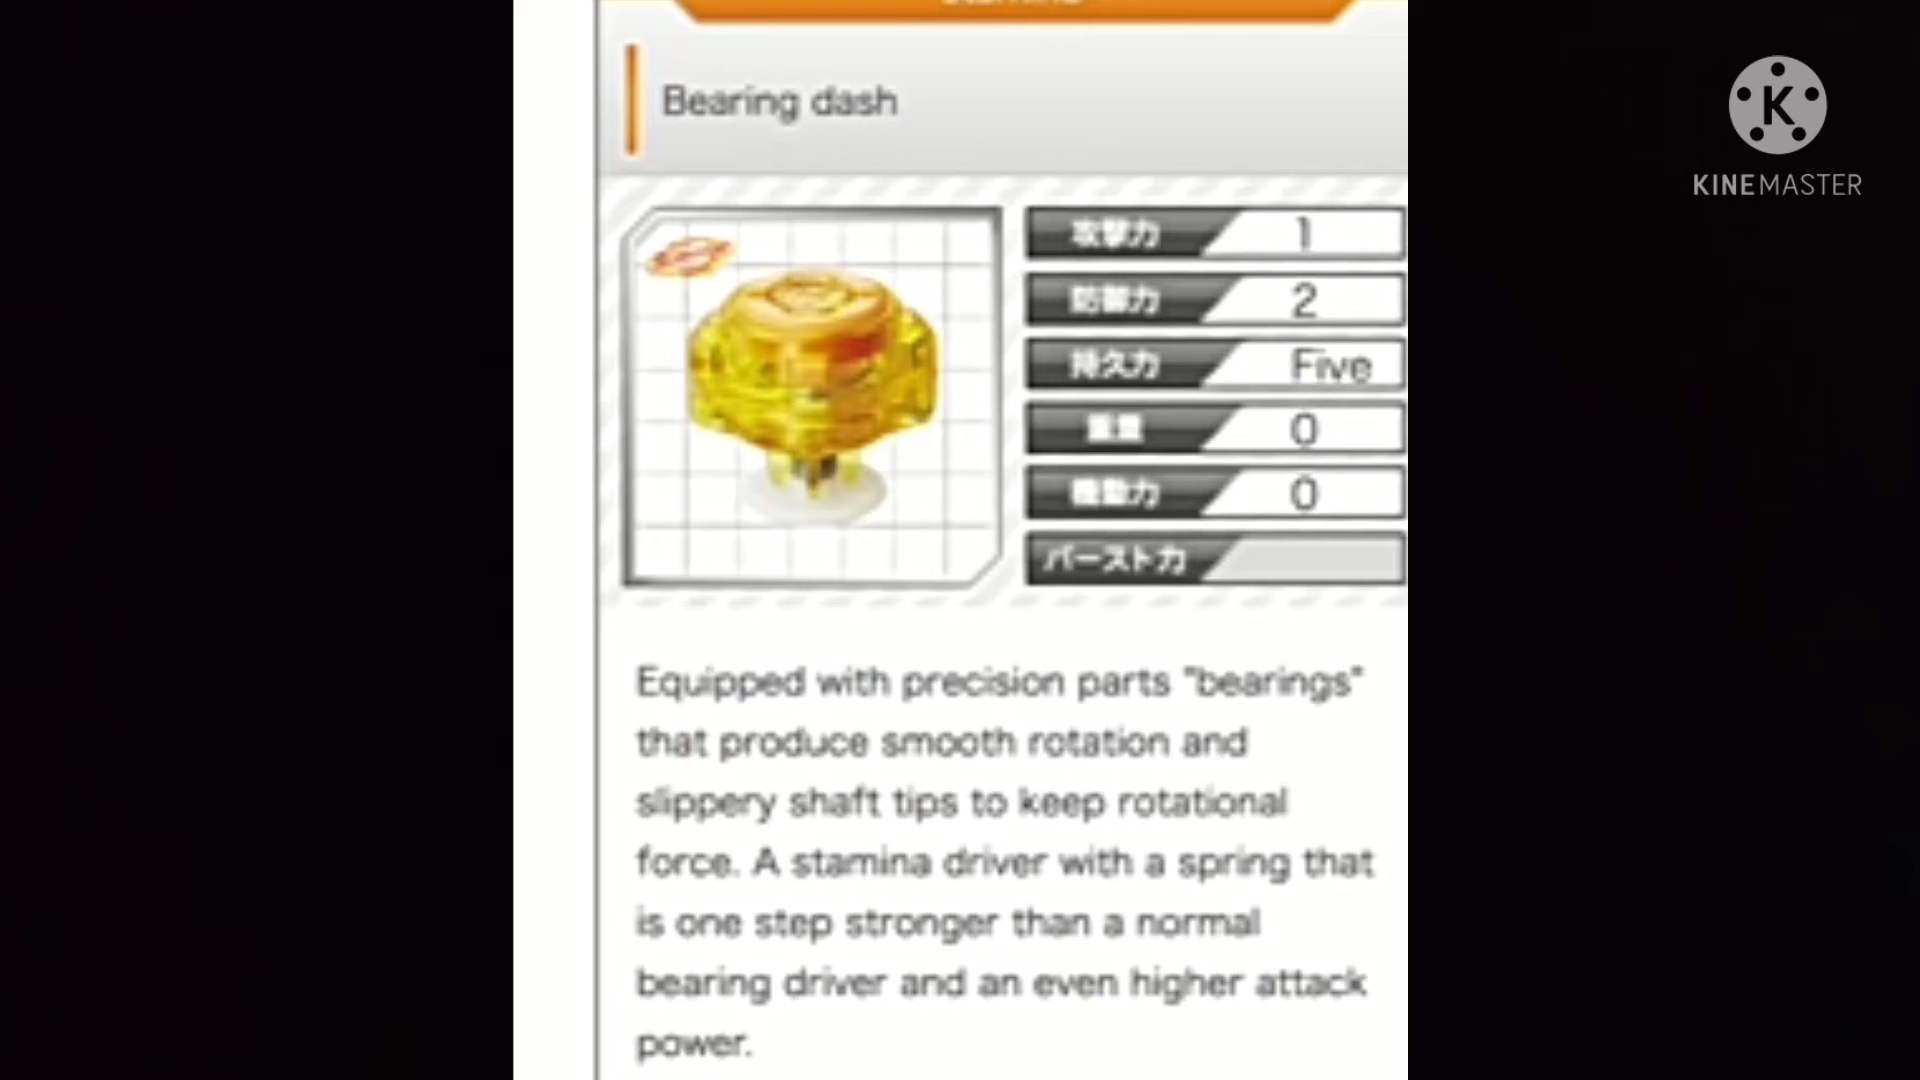 Bearing dash
KINEMASTER
攻撃力 1
防御力 2
持久力 Five
重量 0
機動力 0
バースト力
Equipped with precision parts "bearings"
that produce smooth rotation and
slippery shaft tips to keep rotational
force. A stamina driver with a spring that
is one step stronger than a normal
bearing driver and an even higher attack
power.